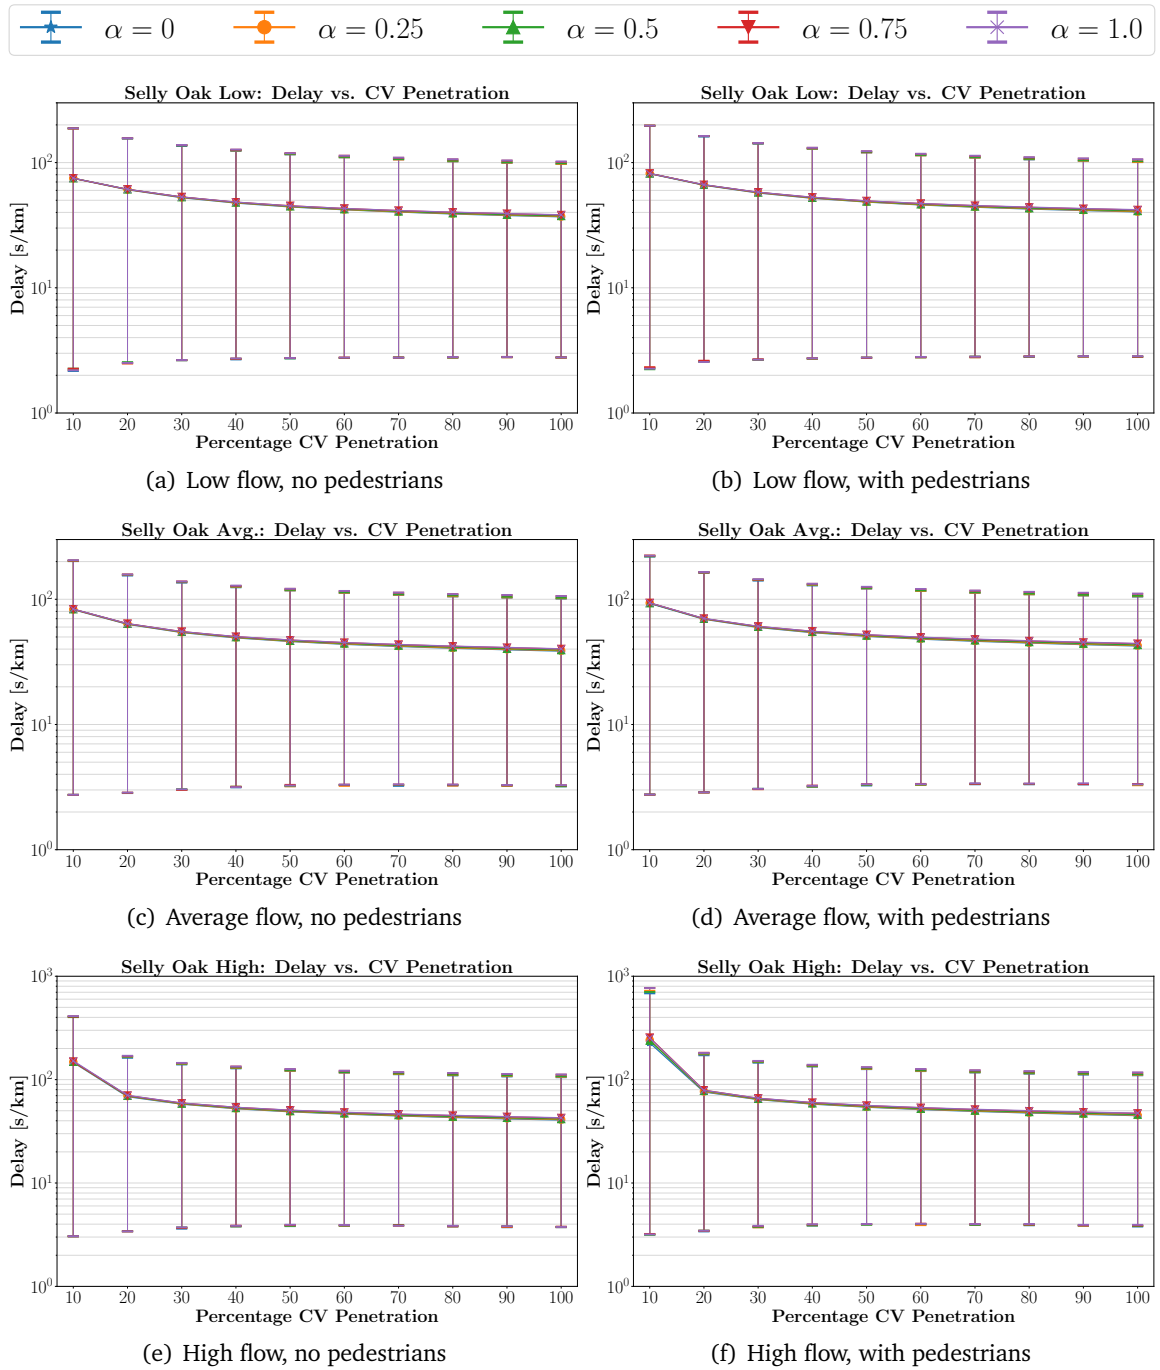 α = 0 α = 0.25 α = 0.5 α = 0.75 α = 1.0
Selly Oak Low: Delay vs. CV Penetration
Delay [s/km]
10² 10¹ 10⁰
10 20 30 40 50 60 70 80 90 100
Percentage CV Penetration
(a) Low flow, no pedestrians
Selly Oak Low: Delay vs. CV Penetration
Delay [s/km]
10² 10¹ 10⁰
10 20 30 40 50 60 70 80 90 100
Percentage CV Penetration
(b) Low flow, with pedestrians
Selly Oak Avg.: Delay vs. CV Penetration
Delay [s/km]
10² 10¹ 10⁰
10 20 30 40 50 60 70 80 90 100
Percentage CV Penetration
(c) Average flow, no pedestrians
Selly Oak Avg.: Delay vs. CV Penetration
Delay [s/km]
10² 10¹ 10⁰
10 20 30 40 50 60 70 80 90 100
Percentage CV Penetration
(d) Average flow, with pedestrians
Selly Oak High: Delay vs. CV Penetration
Delay [s/km]
10³ 10² 10¹ 10⁰
10 20 30 40 50 60 70 80 90 100
Percentage CV Penetration
(e) High flow, no pedestrians
Selly Oak High: Delay vs. CV Penetration
Delay [s/km]
10³ 10² 10¹ 10⁰
10 20 30 40 50 60 70 80 90 100
Percentage CV Penetration
(f) High flow, with pedestrians